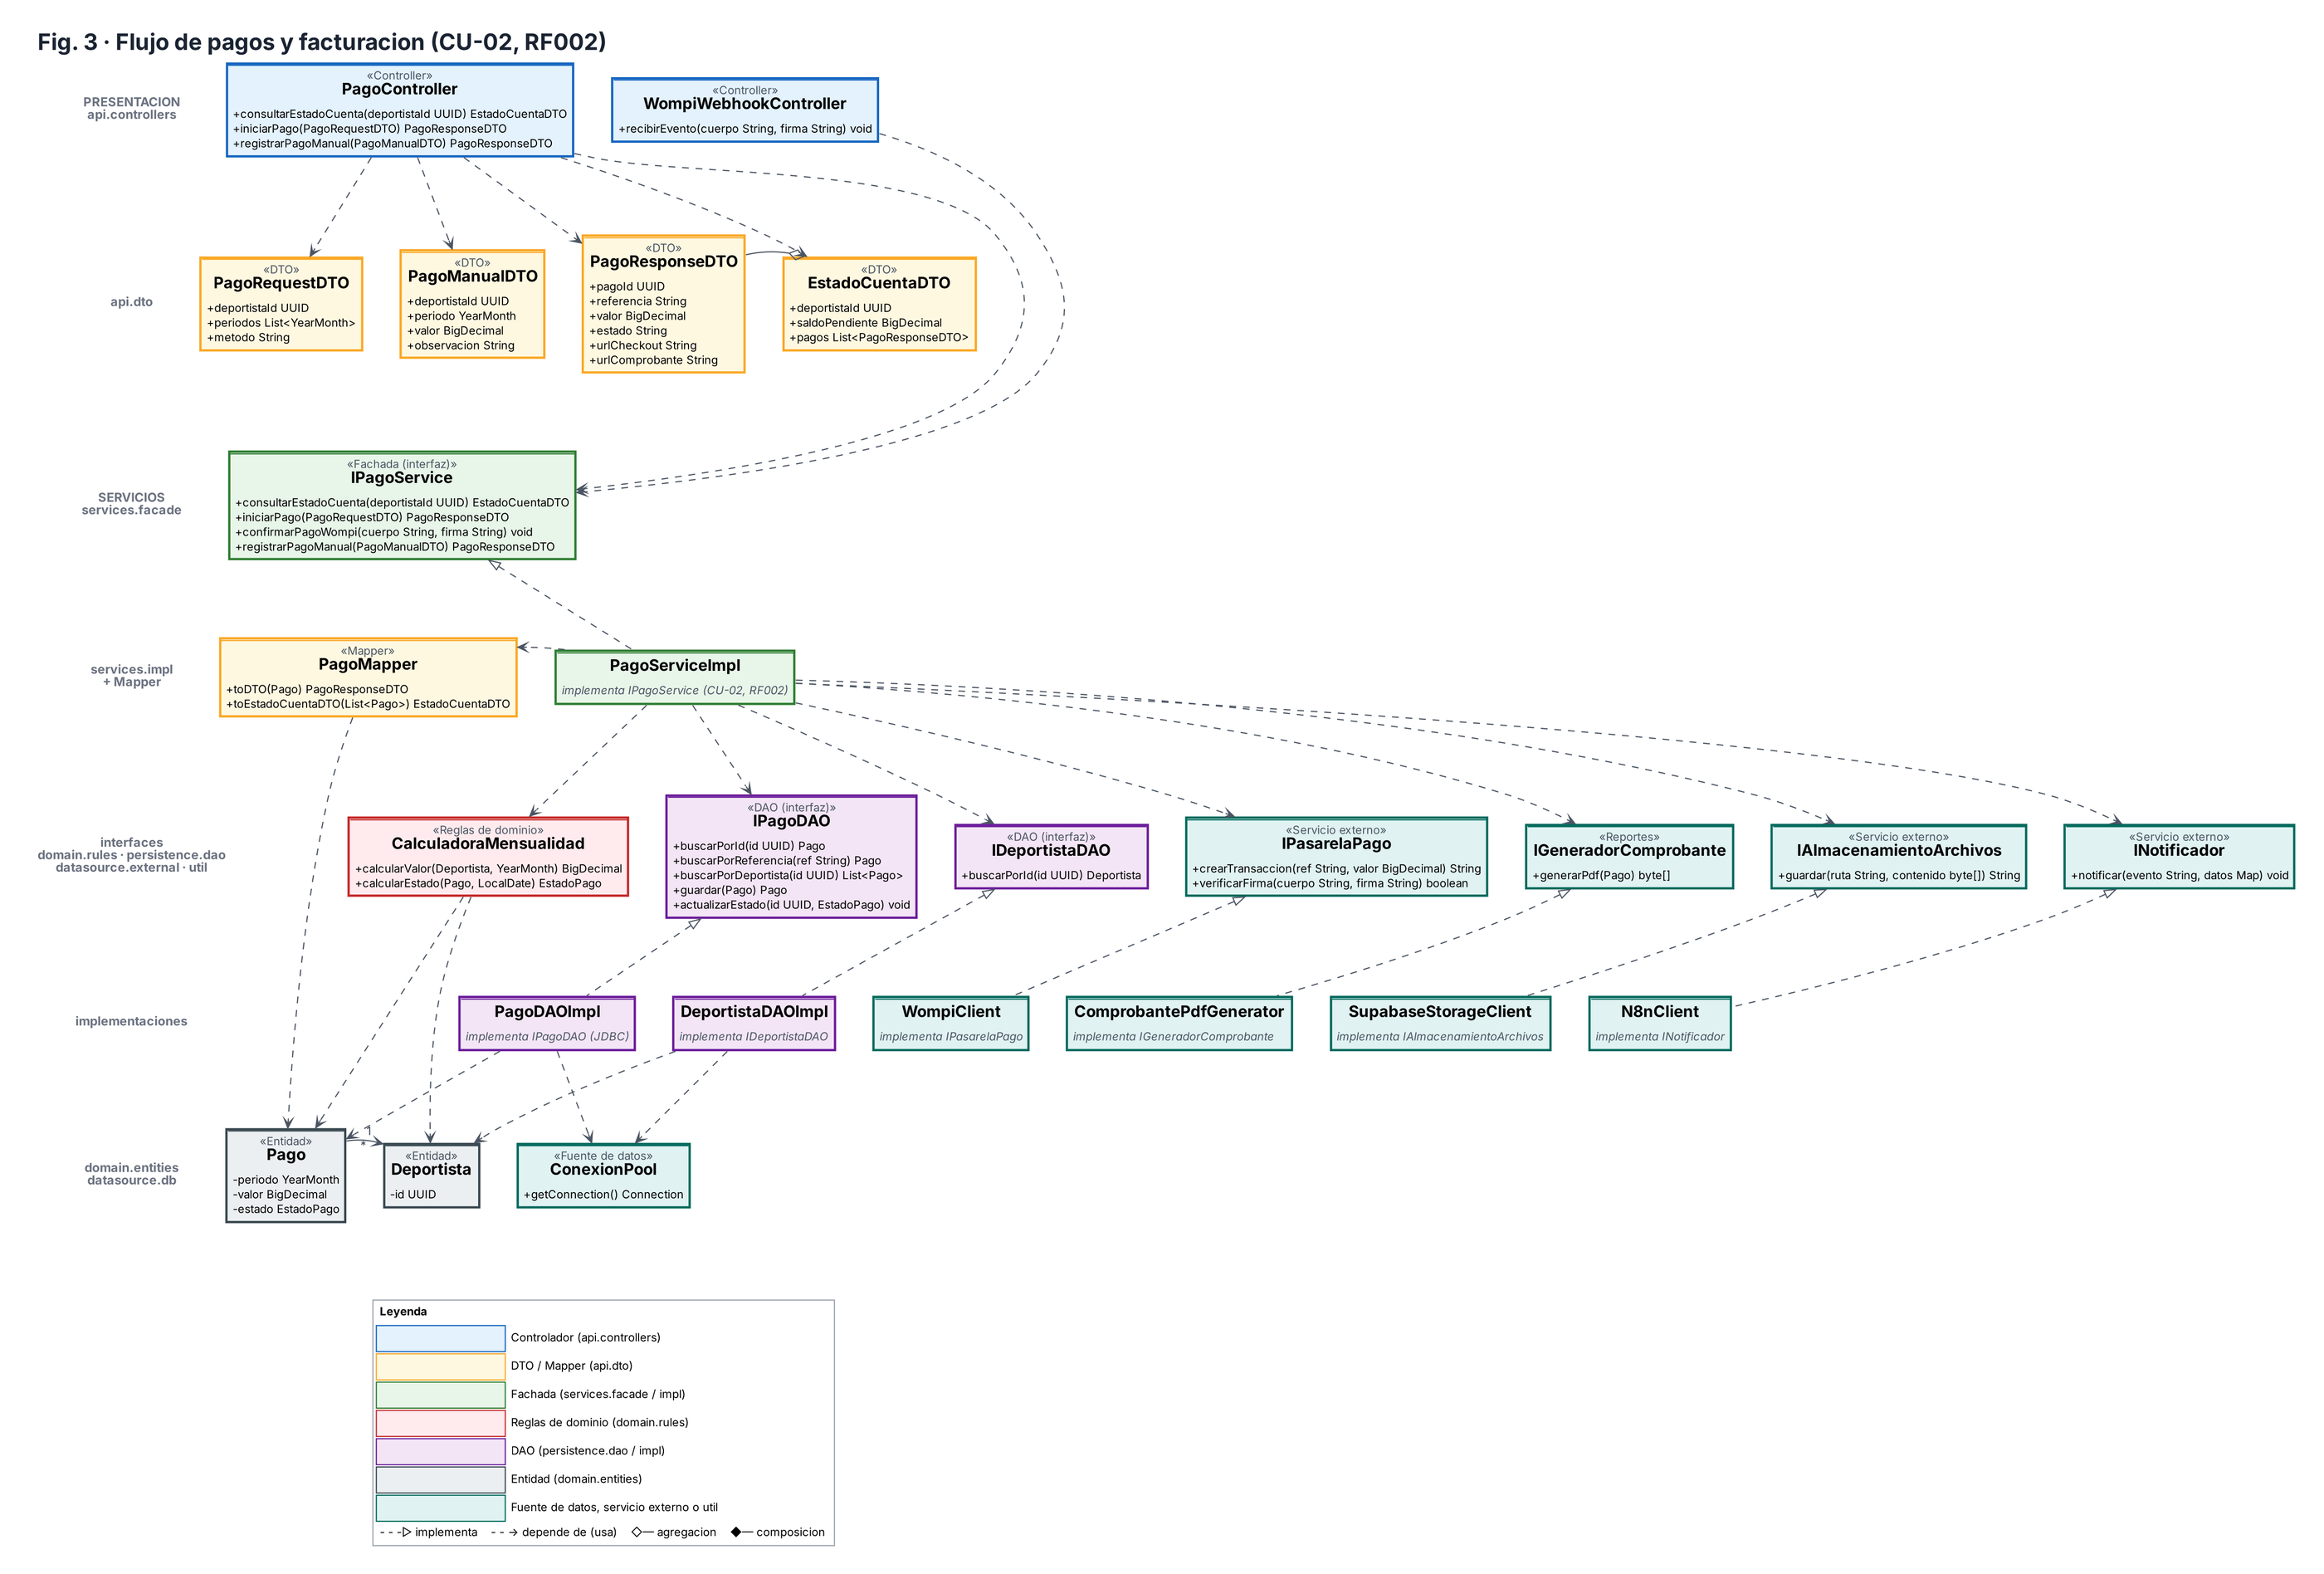 Fig. 3 · Flujo de pagos y facturacion (CU-02, RF002)
PRESENTACION
api.controllers
«Controller»
PagoController
+consultarEstadoCuenta(deportistaId UUID) EstadoCuentaDTO
+iniciarPago(PagoRequestDTO) PagoResponseDTO
+registrarPagoManual(PagoManualDTO) PagoResponseDTO
«Controller»
WompiWebhookController
+recibirEvento(cuerpo String, firma String) void
api.dto
«DTO»
PagoRequestDTO
+deportistaId UUID
+periodos List<YearMonth>
+metodo String
«DTO»
PagoManualDTO
+deportistaId UUID
+periodo YearMonth
+valor BigDecimal
+observacion String
«DTO»
PagoResponseDTO
+pagoId UUID
+referencia String
+valor BigDecimal
+estado String
+urlCheckout String
+urlComprobante String
«DTO»
EstadoCuentaDTO
+deportistaId UUID
+saldoPendiente BigDecimal
+pagos List<PagoResponseDTO>
SERVICIOS
services.facade
«Fachada (interfaz)»
IPagoService
+consultarEstadoCuenta(deportistaId UUID) EstadoCuentaDTO
+iniciarPago(PagoRequestDTO) PagoResponseDTO
+confirmarPagoWompi(cuerpo String, firma String) void
+registrarPagoManual(PagoManualDTO) PagoResponseDTO
services.impl
+ Mapper
«Mapper»
PagoMapper
+toDTO(Pago) PagoResponseDTO
+toEstadoCuentaDTO(List<Pago>) EstadoCuentaDTO
PagoServiceImpl
implementa IPagoService (CU-02, RF002)
interfaces
domain.rules · persistence.dao
datasource.external · util
«Reglas de dominio»
CalculadoraMensualidad
+calcularValor(Deportista, YearMonth) BigDecimal
+calcularEstado(Pago, LocalDate) EstadoPago
«DAO (interfaz)»
IPagoDAO
+buscarPorId(id UUID) Pago
+buscarPorReferencia(ref String) Pago
+buscarPorDeportista(id UUID) List<Pago>
+guardar(Pago) Pago
+actualizarEstado(id UUID, EstadoPago) void
«DAO (interfaz)»
IDeportistaDAO
+buscarPorId(id UUID) Deportista
«Servicio externo»
IPasarelaPago
+crearTransaccion(ref String, valor BigDecimal) String
+verificarFirma(cuerpo String, firma String) boolean
«Reportes»
IGeneradorComprobante
+generarPdf(Pago) byte[]
«Servicio externo»
IAlmacenamientoArchivos
+guardar(ruta String, contenido byte[]) String
«Servicio externo»
INotificador
+notificar(evento String, datos Map) void
implementaciones
PagoDAOImpl
implementa IPagoDAO (JDBC)
DeportistaDAOImpl
implementa IDeportistaDAO
WompiClient
implementa IPasarelaPago
ComprobantePdfGenerator
implementa IGeneradorComprobante
SupabaseStorageClient
implementa IAlmacenamientoArchivos
N8nClient
implementa INotificador
domain.entities
datasource.db
«Entidad»
Pago
-periodo YearMonth
-valor BigDecimal
-estado EstadoPago
*
1
«Entidad»
Deportista
-id UUID
«Fuente de datos»
ConexionPool
+getConnection() Connection
Leyenda
Controlador (api.controllers)
DTO / Mapper (api.dto)
Fachada (services.facade / impl)
Reglas de dominio (domain.rules)
DAO (persistence.dao / impl)
Entidad (domain.entities)
Fuente de datos, servicio externo o util
implementa depende de (usa) agregacion composicion